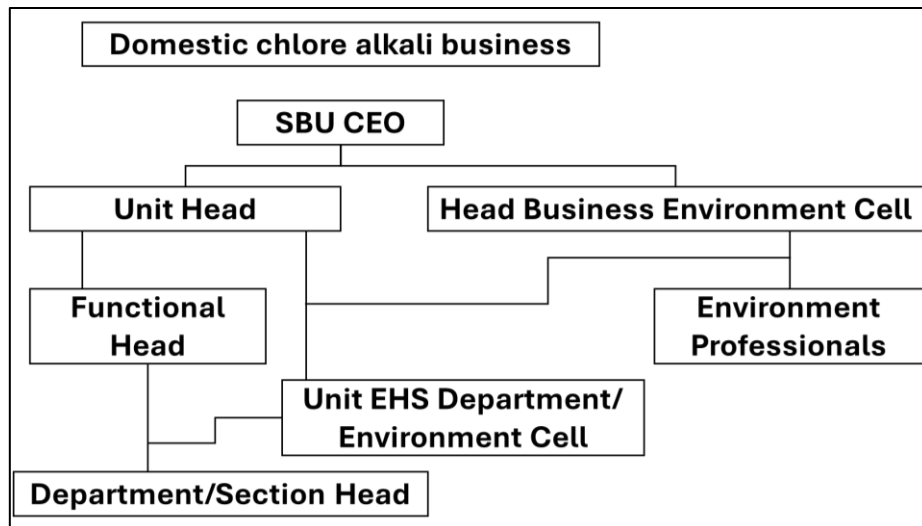 Domestic chlore alkali business
SBU CEO
Unit Head
Head Business Environment Cell
Functional
Head
Environment
Professionals
Unit EHS Department/
Environment Cell
Department/Section Head